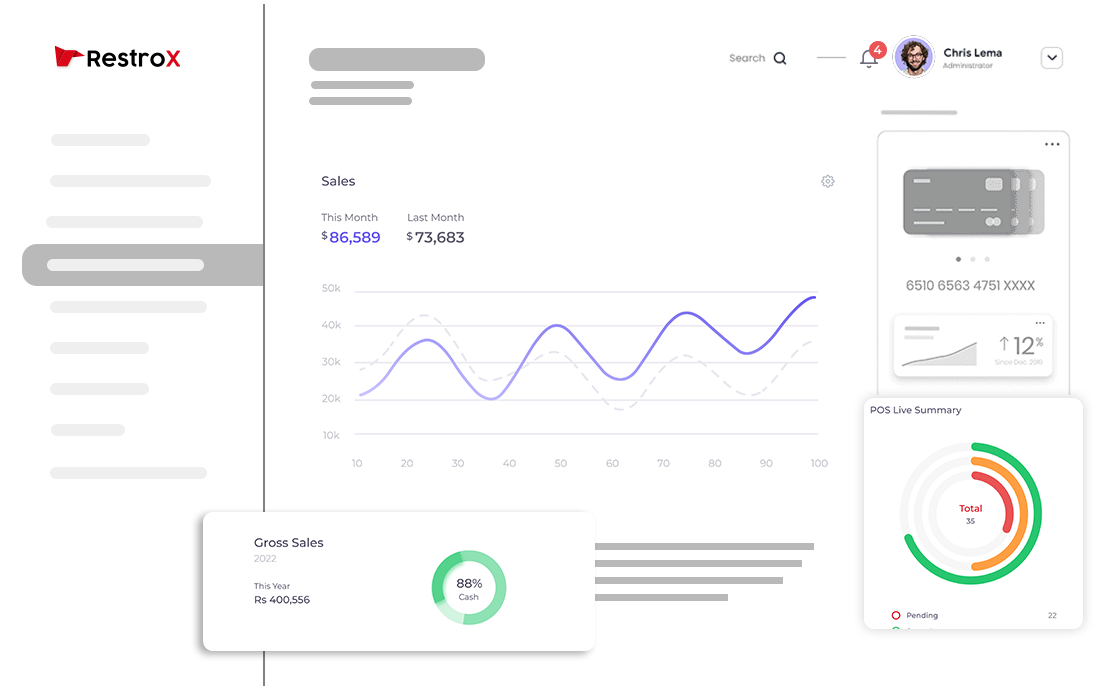 RestroX
Search
4
Chris Lema
Administrator
Sales
This Month
Last Month
$86,589
$73,683
50k
40k
30k
20k
10k
10 20 30 40 50 60 70 80 90 100
6510 6563 4751 XXXX
↑12%
Since Dec. 2019
POS Live Summary
Total
35
Pending 22
Gross Sales
2022
This Year
Rs 400,556
88%
Cash